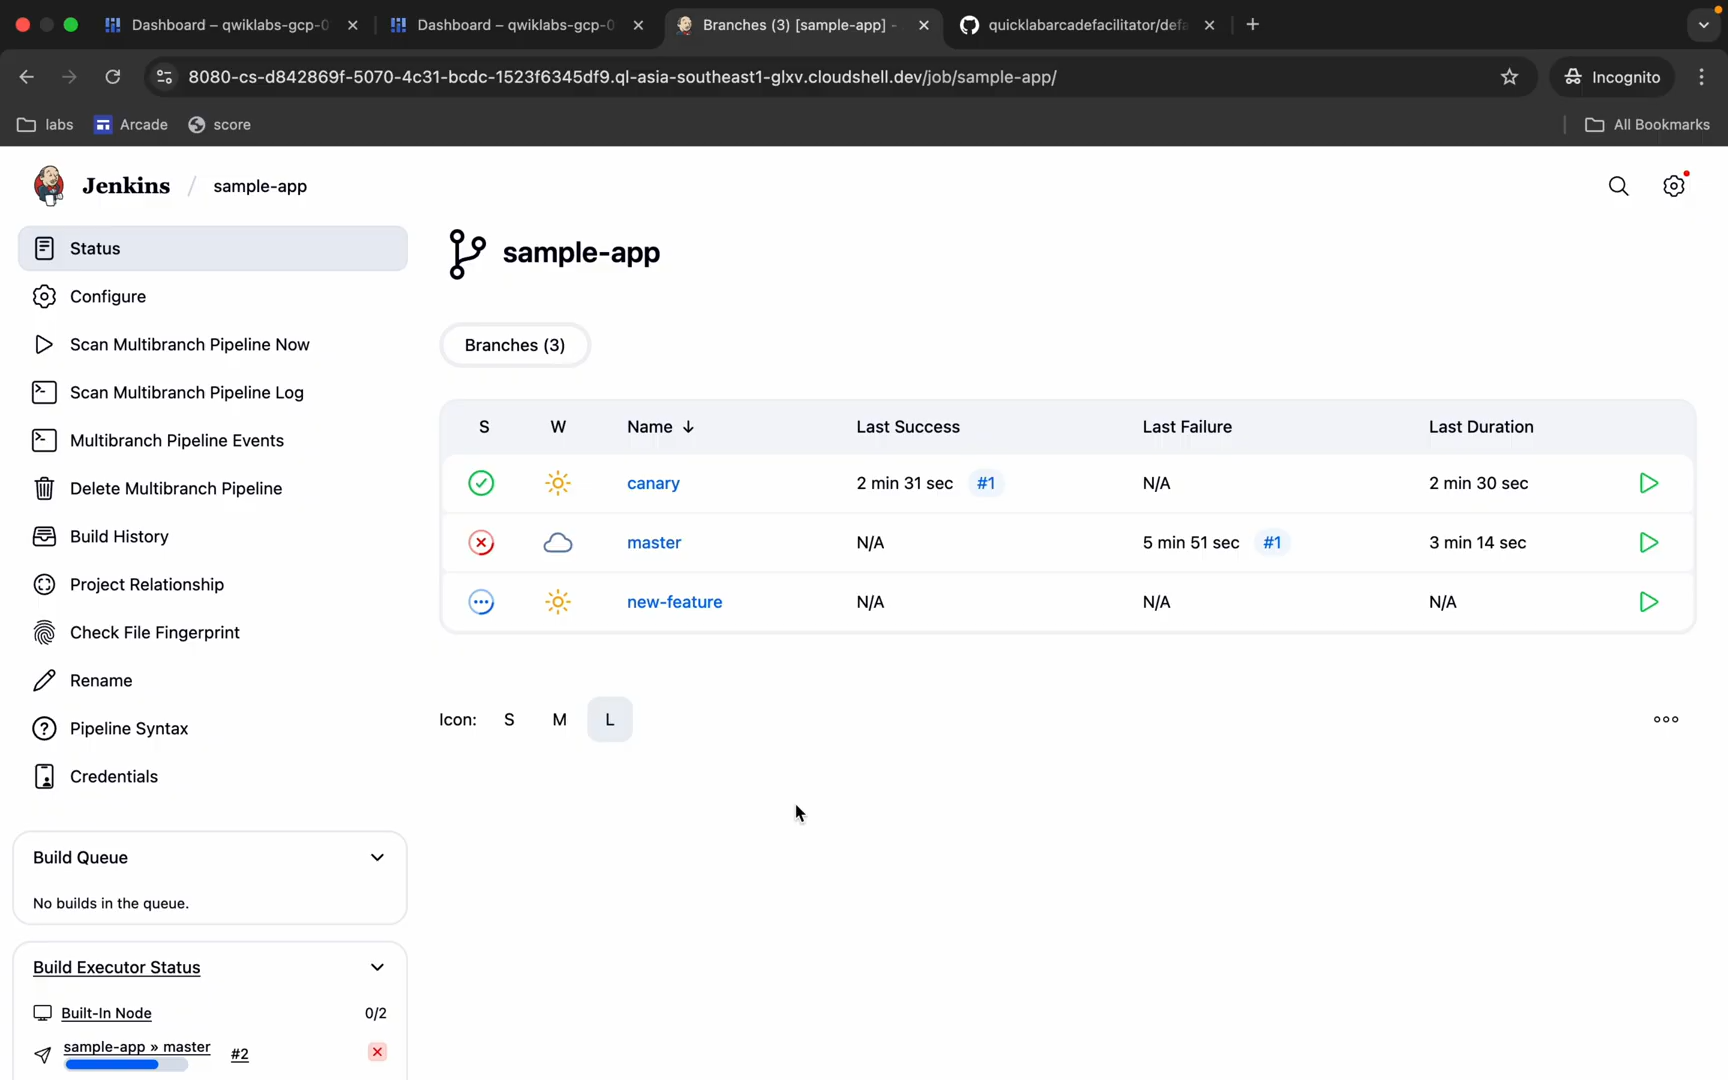 Dashboard – qwiklabs-gcp-0
Dashboard – qwiklabs-gcp-0
Branches (3) [sample-app] -
quicklabarcadefacilitator/defa
8080-cs-d842869f-5070-4c31-bcdc-1523f6345df9.ql-asia-southeast1-glxv.cloudshell.dev/job/sample-app/
Incognito
labs
Arcade
score
All Bookmarks
Jenkins / sample-app
Status
Configure
Scan Multibranch Pipeline Now
Scan Multibranch Pipeline Log
Multibranch Pipeline Events
Delete Multibranch Pipeline
Build History
Project Relationship
Check File Fingerprint
Rename
Pipeline Syntax
Credentials
Build Queue
No builds in the queue.
Build Executor Status
Built-In Node 0/2
sample-app » master #2
sample-app
Branches (3)
S W Name ↓ Last Success Last Failure Last Duration
canary 2 min 31 sec #1 N/A 2 min 30 sec
master N/A 5 min 51 sec #1 3 min 14 sec
new-feature N/A N/A N/A
Icon: S M L